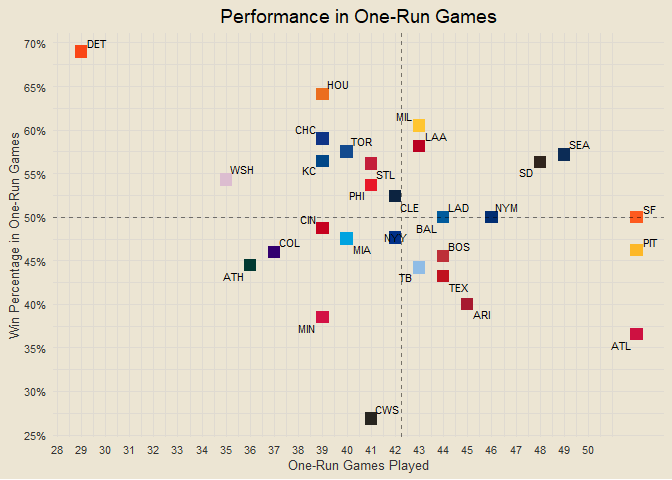 Performance in One-Run Games
70%
DET
65%
HOU
60%
MIL
CHC
TOR
LAA
SEA
55%
WSH
KC
STL
SD
PHI
CLE
LAD
NYM
SF
50%
CIN
BAL
COL
MIA
NYY
BOS
PIT
45%
ATH
TB
TEX
40%
MIN
ARI
35%
ATL
30%
CWS
25%
Win Percentage in One-Run Games
28 29 30 31 32 33 34 35 36 37 38 39 40 41 42 43 44 45 46 47 48 49 50
One-Run Games Played